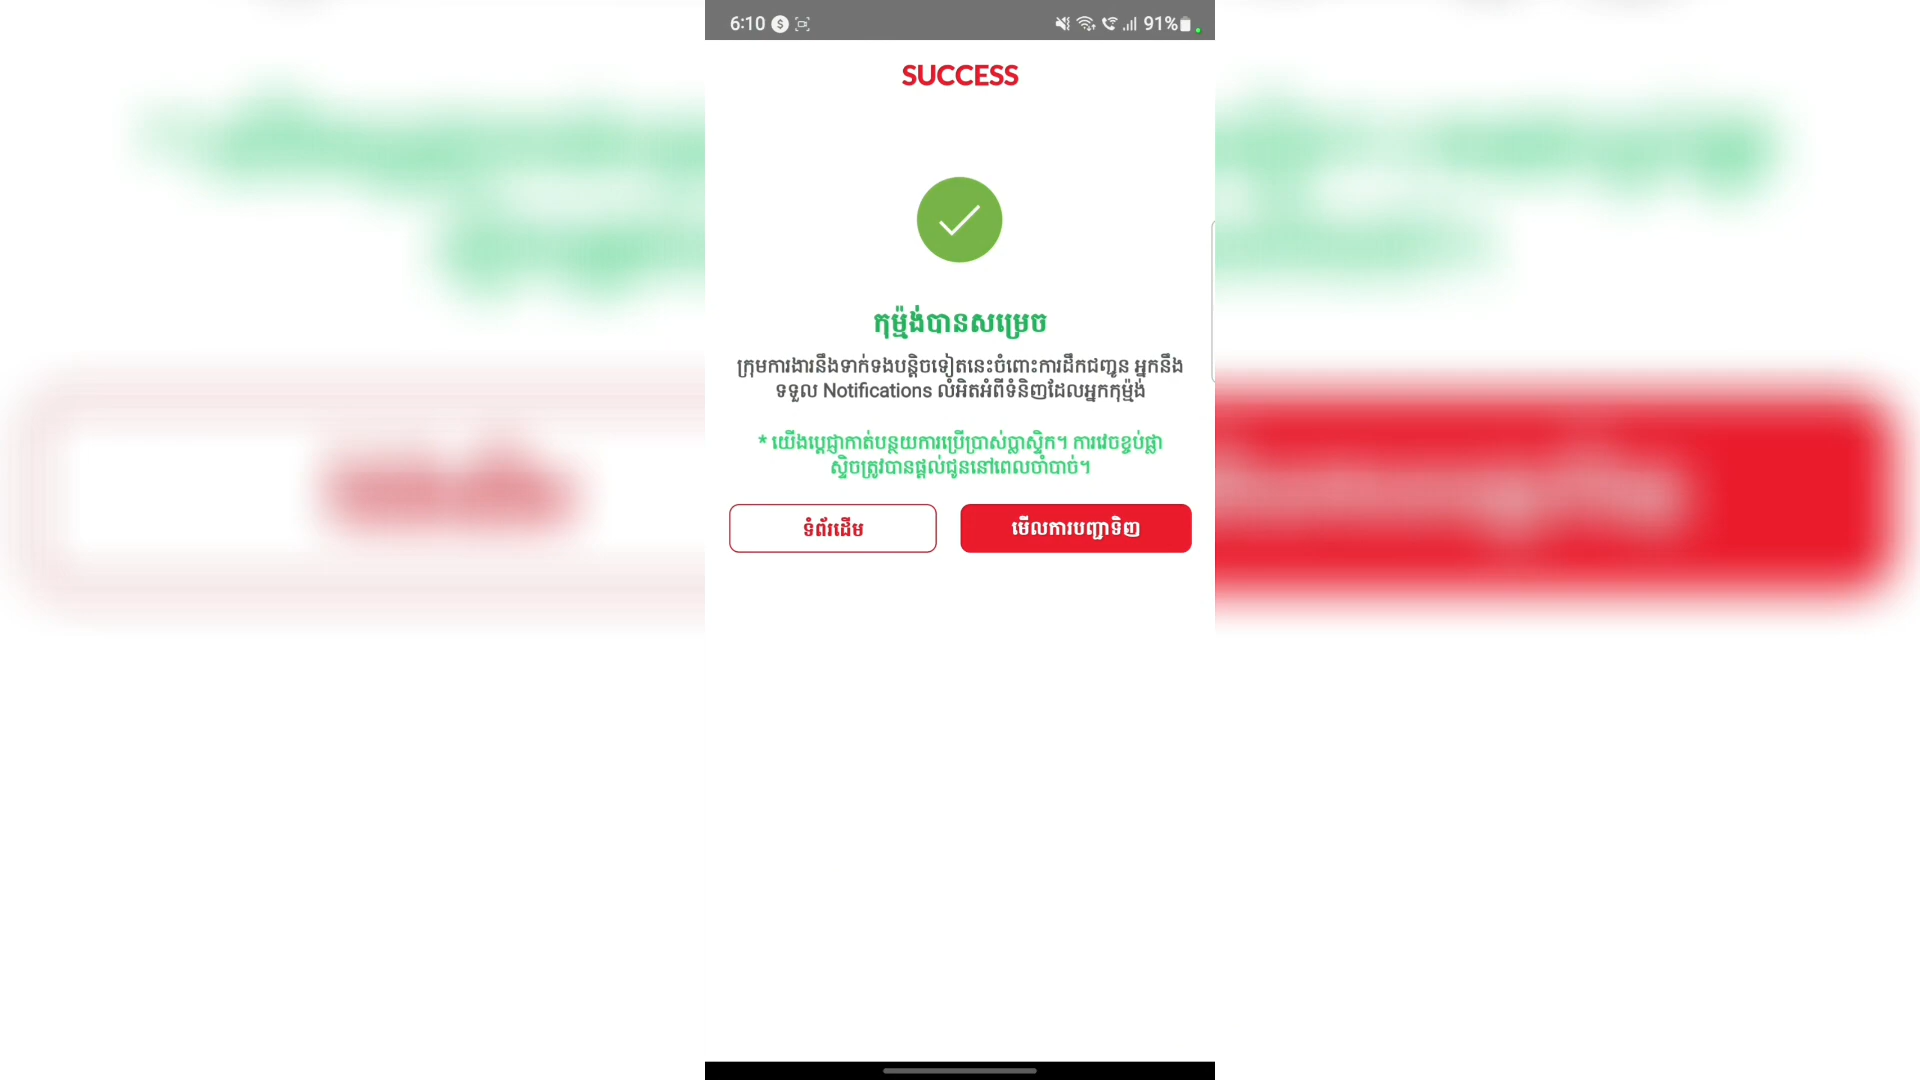 6:10
91%
SUCCESS
កុម្ម៉ង់បានសម្រេច
ក្រុមការងារនឹងទាក់ទងបន្តិចទៀតនេះចំពោះការដឹកជញ្ជូន អ្នកនឹង
ទទួល Notifications លំអិតអំពីទំនិញដែលអ្នកកុម្ម៉ង់
* យើងប្តេជ្ញាកាត់បន្ថយការប្រើប្រាស់ប្លាស្ទិក។ ការវេចខ្ចប់ផ្លា
ស្ទិចត្រូវបានផ្តល់ជូននៅពេលចាំបាច់។
ទំព័រដើម
មើលការបញ្ជាទិញ